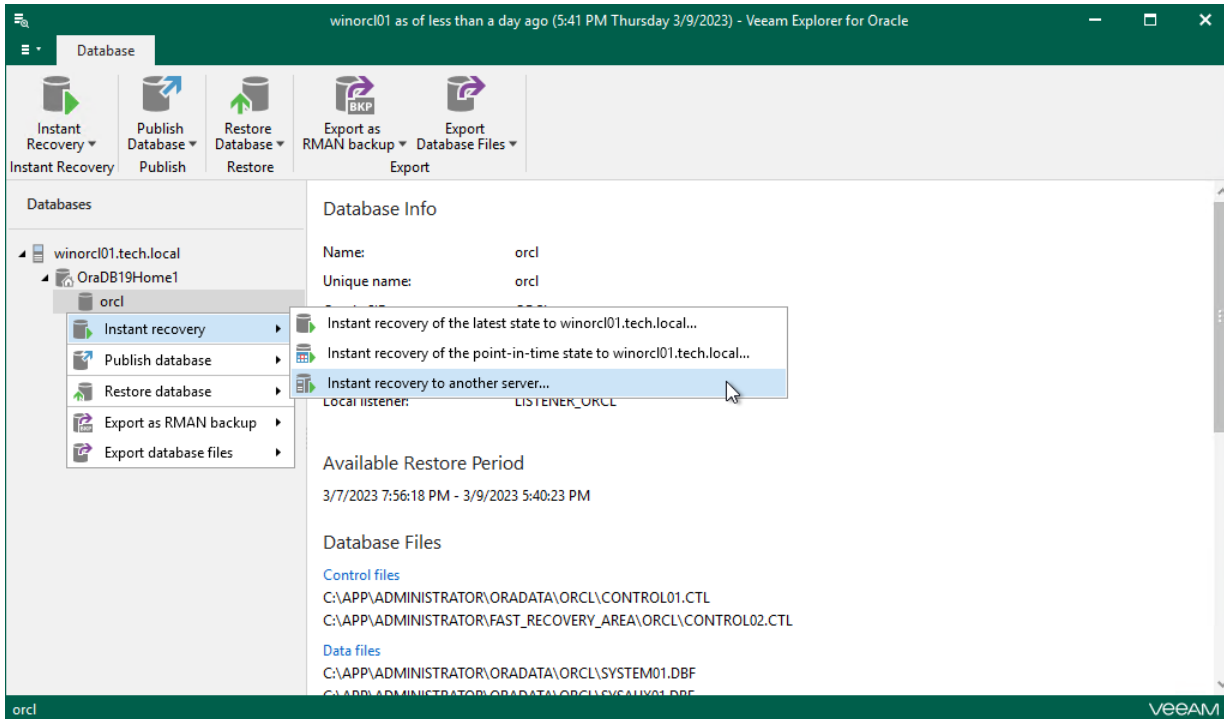 winorcl01 as of less than a day ago (5:41 PM Thursday 3/9/2023) - Veeam Explorer for Oracle
Database
Instant Recovery
Publish Database
Restore Database
Export as RMAN backup
Export Database Files
BKP
Instant Recovery
Publish
Restore
Export
Databases
winorcl01.tech.local
OraDB19Home1
orcl
Instant recovery
Publish database
Restore database
Export as RMAN backup
Export database files
Instant recovery of the latest state to winorcl01.tech.local...
Instant recovery of the point-in-time state to winorcl01.tech.local...
Instant recovery to another server...
Database Info
Name: orcl
Unique name: orcl
Local listener: LISTENER_ORCL
Available Restore Period
3/7/2023 7:56:18 PM - 3/9/2023 5:40:23 PM
Database Files
Control files
C:\APP\ADMINISTRATOR\ORADATA\ORCL\CONTROL01.CTL
C:\APP\ADMINISTRATOR\FAST_RECOVERY_AREA\ORCL\CONTROL02.CTL
Data files
C:\APP\ADMINISTRATOR\ORADATA\ORCL\SYSTEM01.DBF
C:\APP\ADMINISTRATOR\ORADATA\ORCL\SYSAUX01.DBF
orcl
veeAM